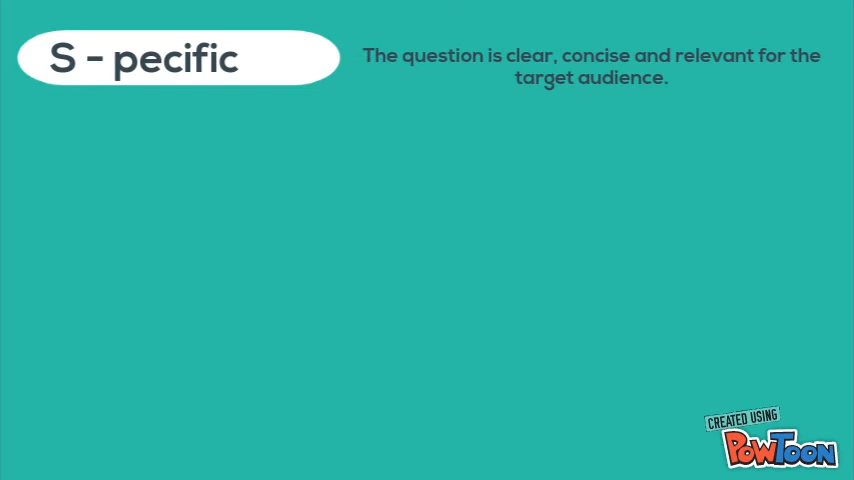 S - pecific
The question is clear, concise and relevant for the
target audience.
CREATED USING
POWTOON